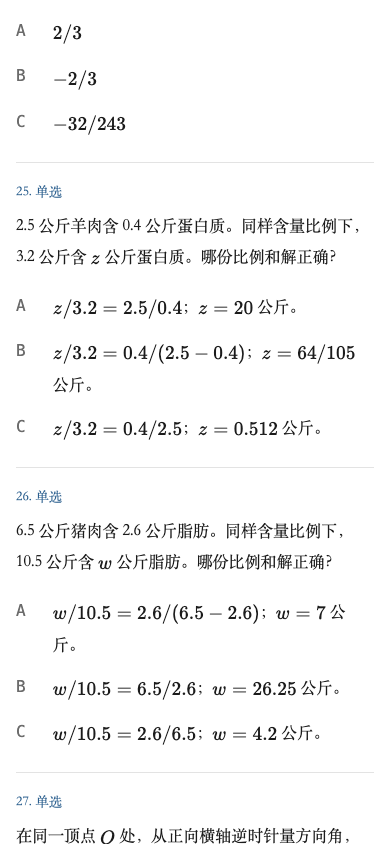 A 2/3
B −2/3
C −32/243
25. 单选
2.5 公斤羊肉含 0.4 公斤蛋白质。同样含量比例下，
3.2 公斤含 z 公斤蛋白质。哪份比例和解正确？
A z/3.2 = 2.5/0.4；z = 20 公斤。
B z/3.2 = 0.4/(2.5 − 0.4)；z = 64/105
公斤。
C z/3.2 = 0.4/2.5；z = 0.512 公斤。
26. 单选
6.5 公斤猪肉含 2.6 公斤脂肪。同样含量比例下，
10.5 公斤含 w 公斤脂肪。哪份比例和解正确？
A w/10.5 = 2.6/(6.5 − 2.6)；w = 7 公
斤。
B w/10.5 = 6.5/2.6；w = 26.25 公斤。
C w/10.5 = 2.6/6.5；w = 4.2 公斤。
27. 单选
在同一顶点 O 处，从正向横轴逆时针量方向角，